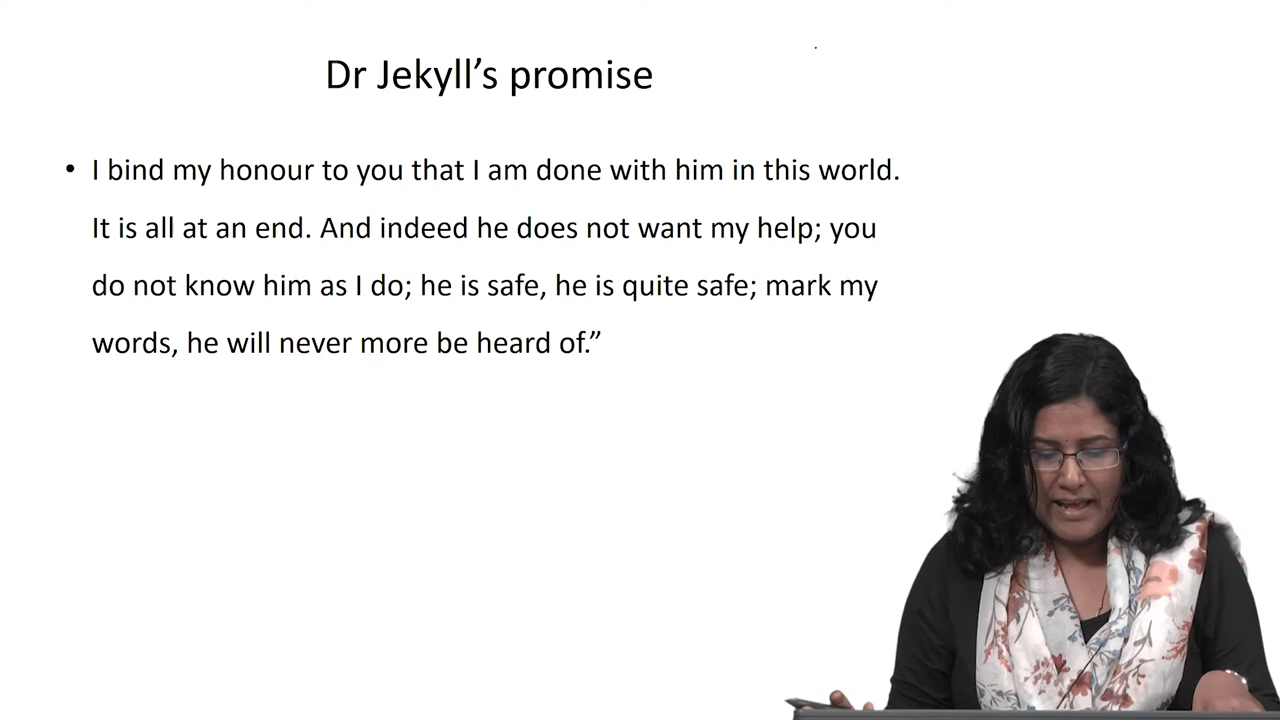 Dr Jekyll’s promise
• I bind my honour to you that I am done with him in this world.
It is all at an end. And indeed he does not want my help; you
do not know him as I do; he is safe, he is quite safe; mark my
words, he will never more be heard of.”